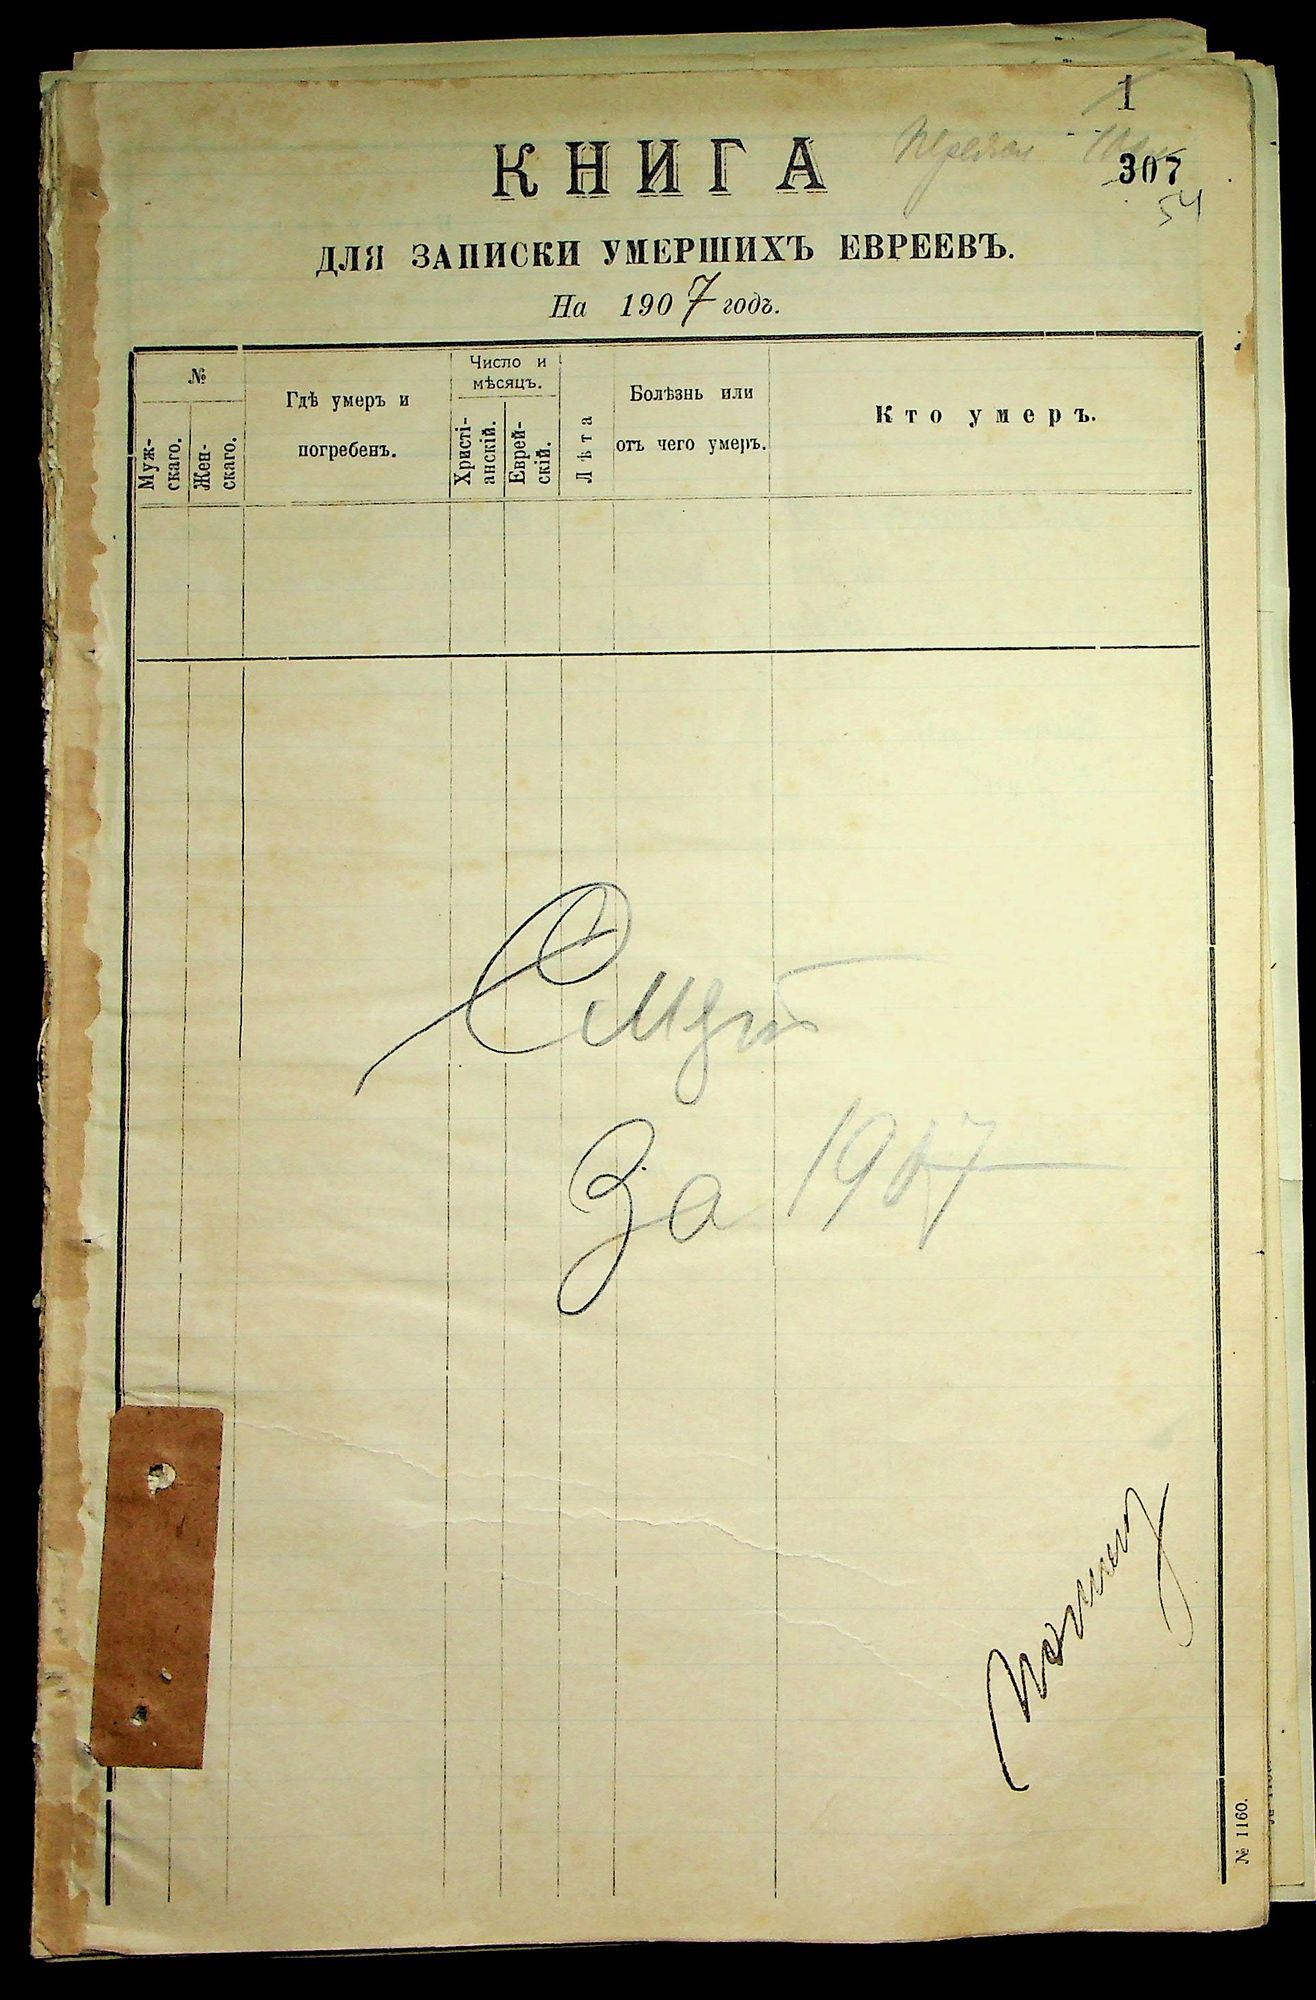 1
КНИГА
307
54
ДЛЯ ЗАПИСКИ УМЕРШИХЪ ЕВРЕЕВЪ.
На 1907 годъ.
№
Муж-
скаго.
Жен-
скаго.
Гдѣ умеръ и
погребенъ.
Число и
мѣсяцъ.
Христі-
анскій.
Еврей-
скій.
Лѣта
Болѣзнь или
отъ чего умеръ.
Кто умеръ.
За 1907
№ 1160.